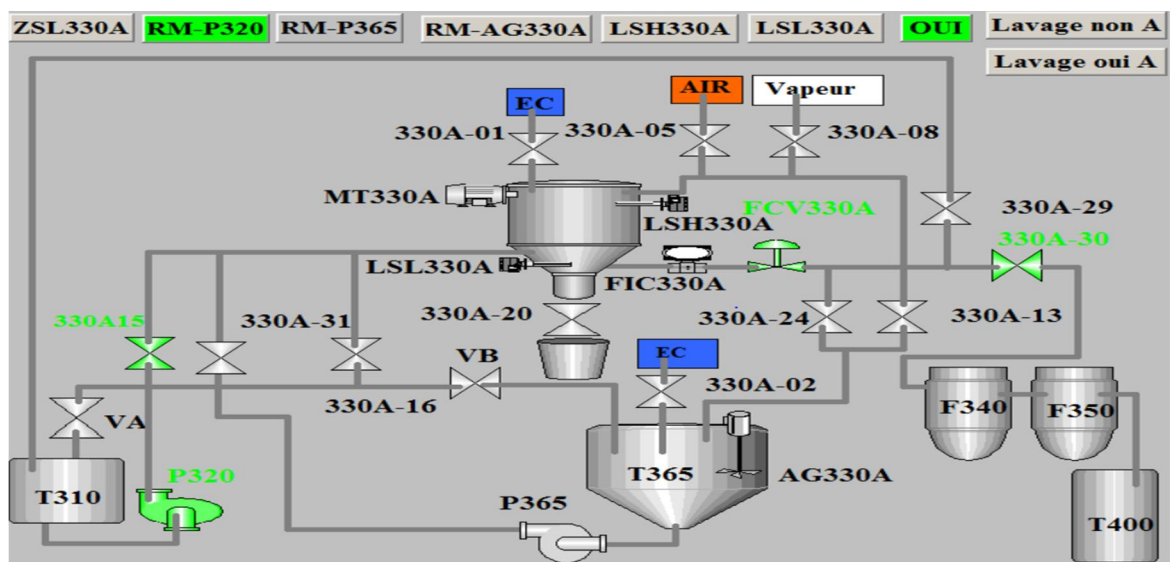 ZSL330A RM-P320 RM-P365 RM-AG330A LSH330A LSL330A OUI Lavage non A
Lavage oui A
EC AIR Vapeur
330A-01 330A-05 330A-08
MT330A
LSH330A FCV330A 330A-29
330A-30
LSL330A FIC330A
330A15 330A-31 330A-20 330A-24 330A-13
VB EC
330A-16 330A-02
VA F340 F350
P320 T365 AG330A
T310 P365 T400